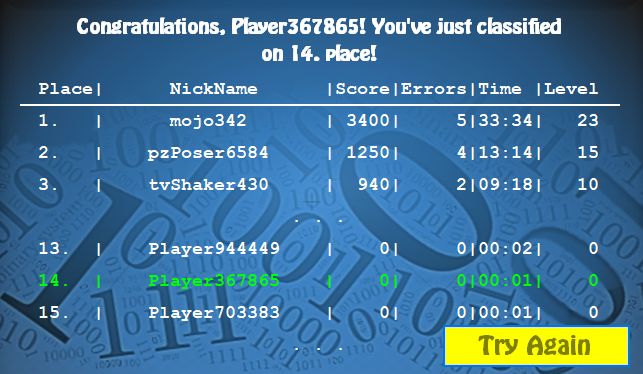 Congratulations, Player367865! You've just classified
on 14. place!
Place| NickName |Score|Errors|Time |Level
1. | mojo342 | 3400| 5|33:34| 23
2. | pzPoser6584 | 1250| 4|13:14| 15
3. | tvShaker430 | 940| 2|09:18| 10
. . .
13. | Player944449 | 0| 0|00:02| 0
14. | Player367865 | 0| 0|00:01| 0
15. | Player703383 | 0| 0|00:01| 0
. . .
Try Again